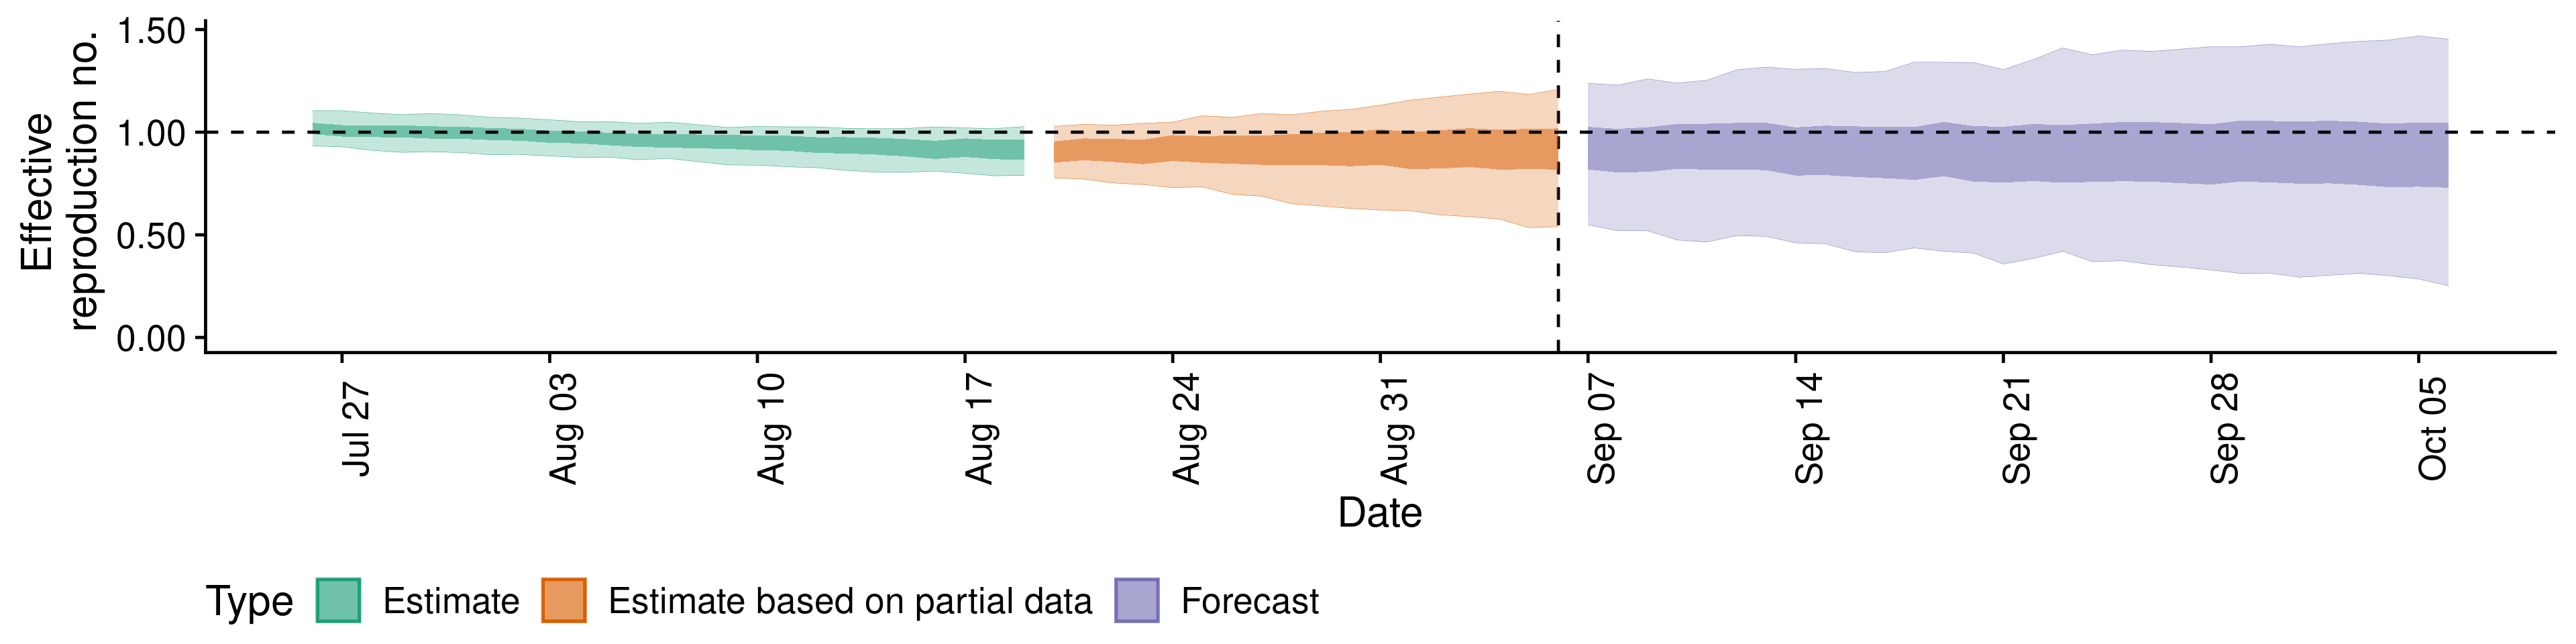 Effective
reproduction no.
1.50
1.00
0.50
0.00
Jul 27
Aug 03
Aug 10
Aug 17
Aug 24
Aug 31
Sep 07
Sep 14
Sep 21
Sep 28
Oct 05
Date
Type Estimate Estimate based on partial data Forecast